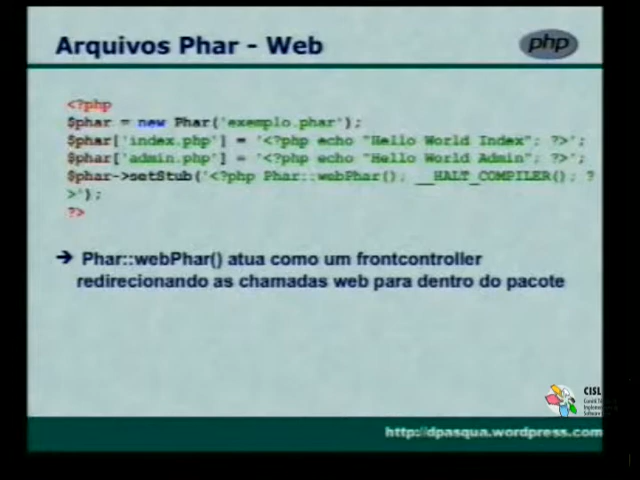 Arquivos Phar - Web
php
<?php
$phar = new Phar('exemplo.phar');
$phar['index.php'] = '<?php echo "Hello World Index"; ?>';
$phar['admin.php'] = '<?php echo "Hello World Admin"; ?>';
$phar->setStub('<?php Phar::webPhar(); __HALT_COMPILER(); ?
>');
?>
➔ Phar::webPhar() atua como um frontcontroller
redirecionando as chamadas web para dentro do pacote
CISL
http://dpasqua.wordpress.com